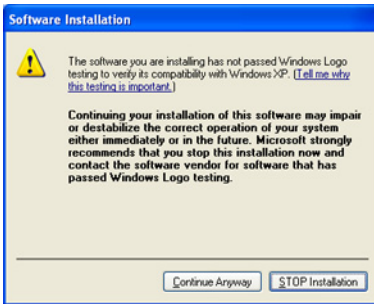 Software Installation
The software you are installing has not passed Windows Logo
testing to verify its compatibility with Windows XP. (Tell me why
this testing is important.)
Continuing your installation of this software may impair
or destabilize the correct operation of your system
either immediately or in the future. Microsoft strongly
recommends that you stop this installation now and
contact the software vendor for software that has
passed Windows Logo testing.
Continue Anyway
STOP Installation